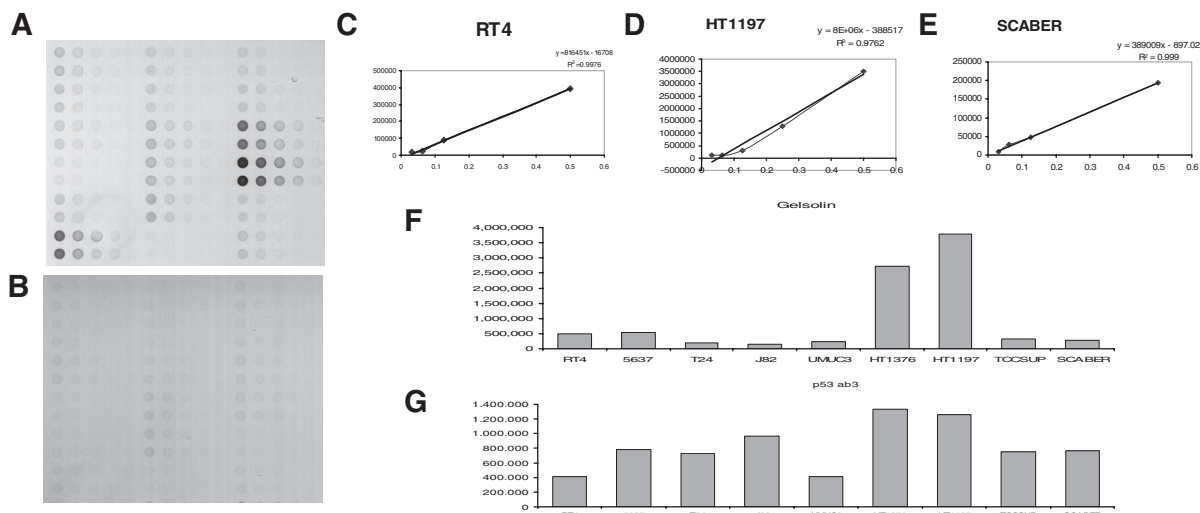 A
B
C
RT4
y =816451x - 16708
R² =0.9976
500000
400000
300000
200000
100000
0
0 0.1 0.2 0.3 0.4 0.5 0.6
D
HT1197
y = 8E+06x - 388517
R² = 0.9762
4000000
3500000
3000000
2500000
2000000
1500000
1000000
500000
0
-500000
0 0.1 0.2 0.3 0.4 0.5 0.6
E
SCABER
y = 389009x - 897.02
R² = 0.999
250000
200000
150000
100000
50000
0
0 0.1 0.2 0.3 0.4 0.5 0.6
F
Gelsolin
4,000,000
3,500,000
3,000,000
2,500,000
2,000,000
1,500,000
1,000,000
500,000
0
RT4 5637 T24 J82 UMUC3 HT1376 HT1197 TCCSUP SCABER
G
p53 ab3
1.400.000
1.200.000
1.000.000
800.000
600.000
400.000
200.000
0